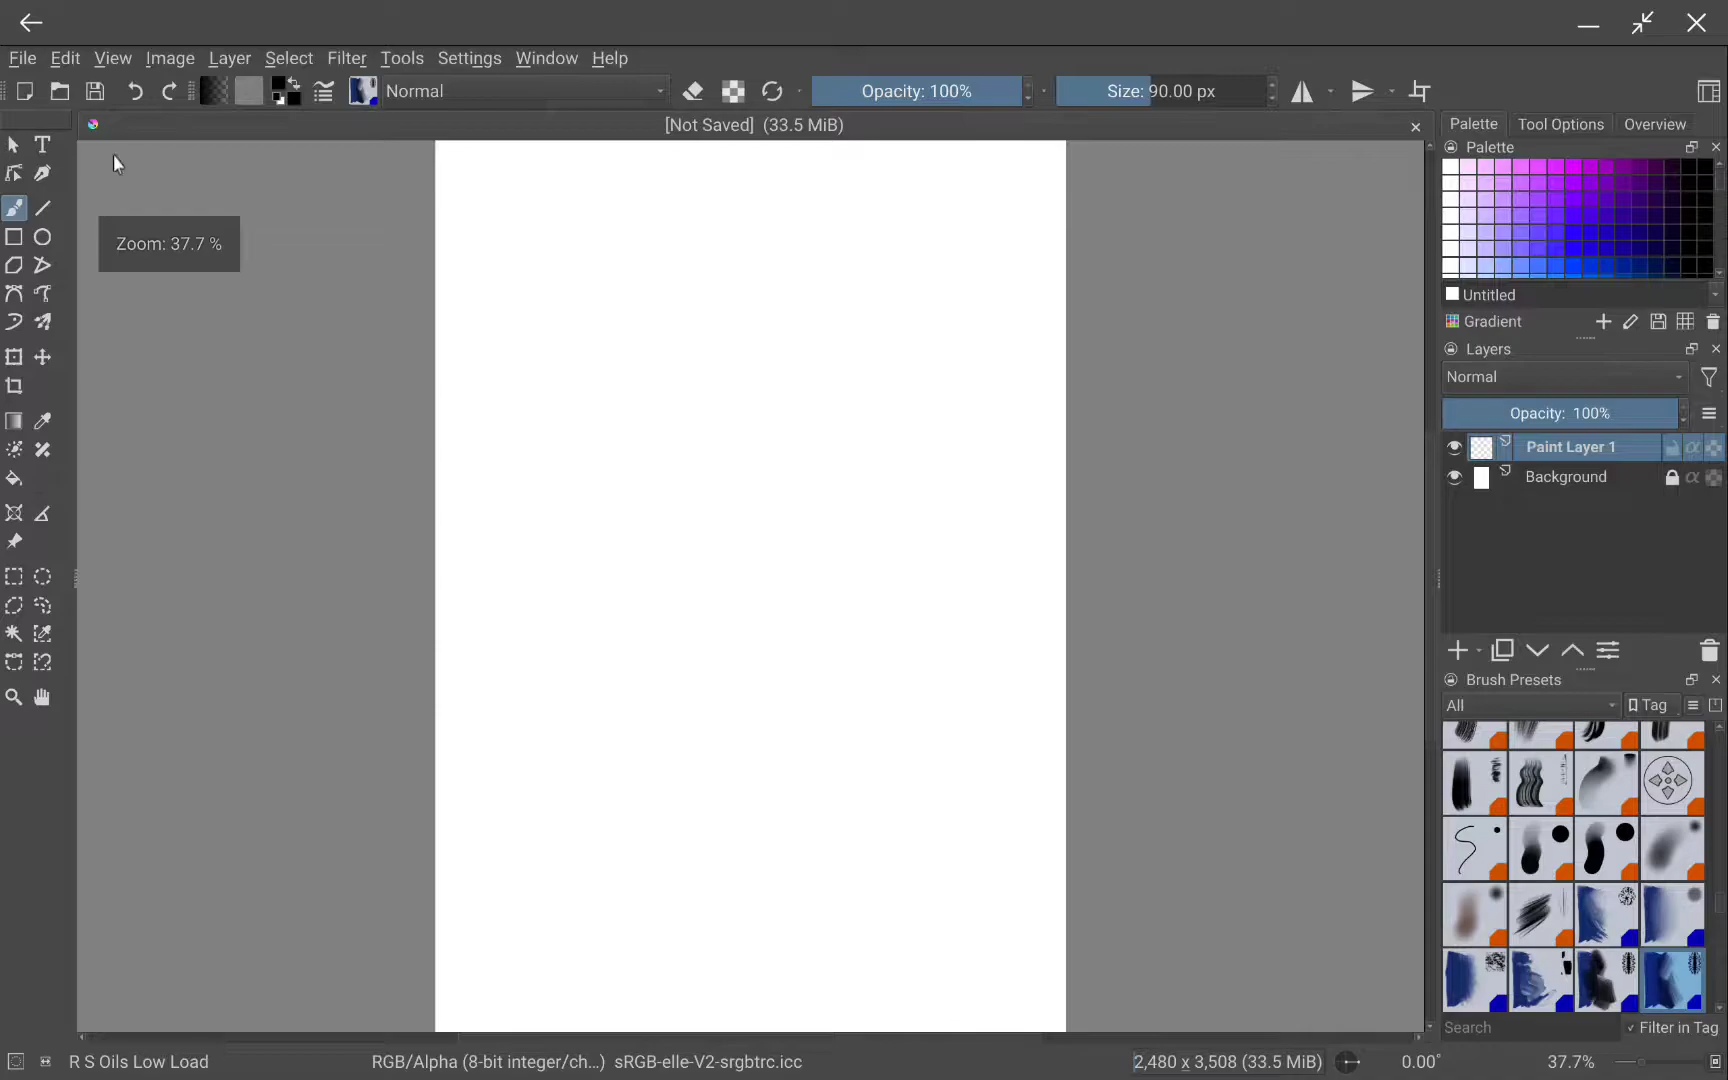 File Edit View Image Layer Select Filter Tools Settings Window Help
Normal Opacity: 100% Size: 90.00 px
[Not Saved] (33.5 MiB)
Zoom: 37.7 %
Palette Tool Options Overview
Palette
Untitled
Gradient
Layers
Normal
Opacity: 100%
Paint Layer 1
Background
Brush Presets
All Tag
Search Filter in Tag
R S Oils Low Load RGB/Alpha (8-bit integer/ch...) sRGB-elle-V2-srgbtrc.icc 2,480 x 3,508 (33.5 MiB) 0.00° 37.7%